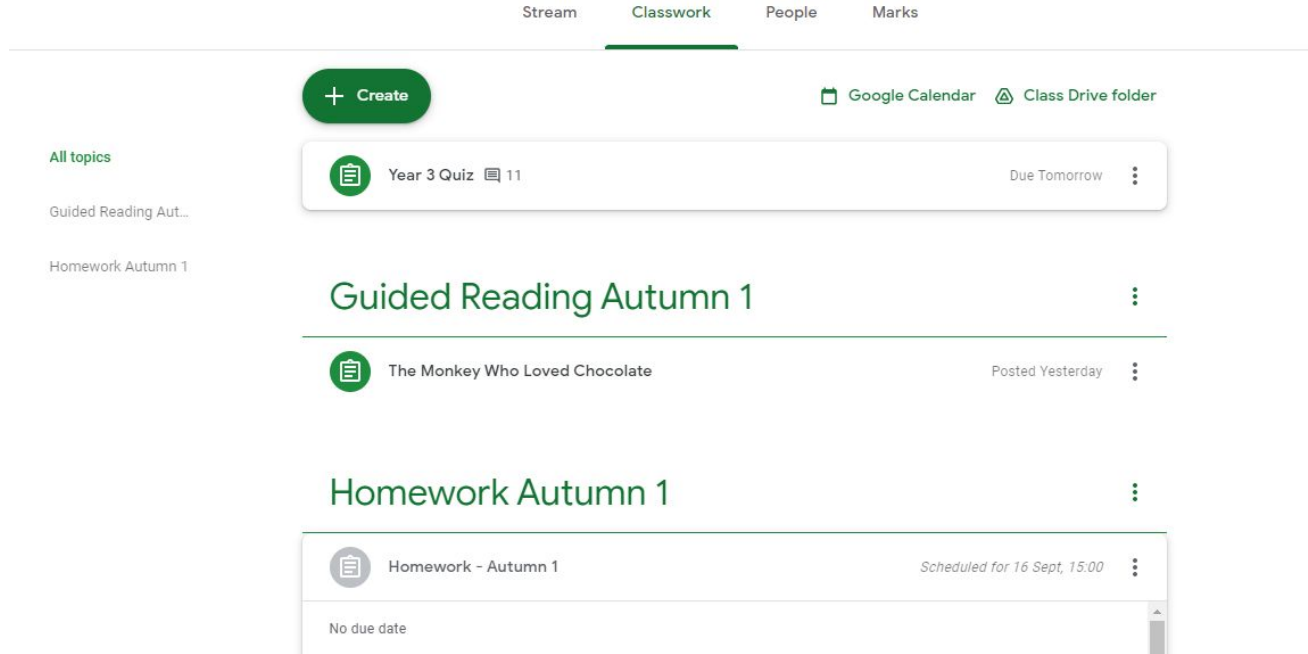 Stream Classwork People Marks
+ Create Google Calendar Class Drive folder
All topics
Guided Reading Aut...
Homework Autumn 1
Year 3 Quiz 11 Due Tomorrow
Guided Reading Autumn 1
The Monkey Who Loved Chocolate Posted Yesterday
Homework Autumn 1
Homework - Autumn 1 Scheduled for 16 Sept, 15:00
No due date